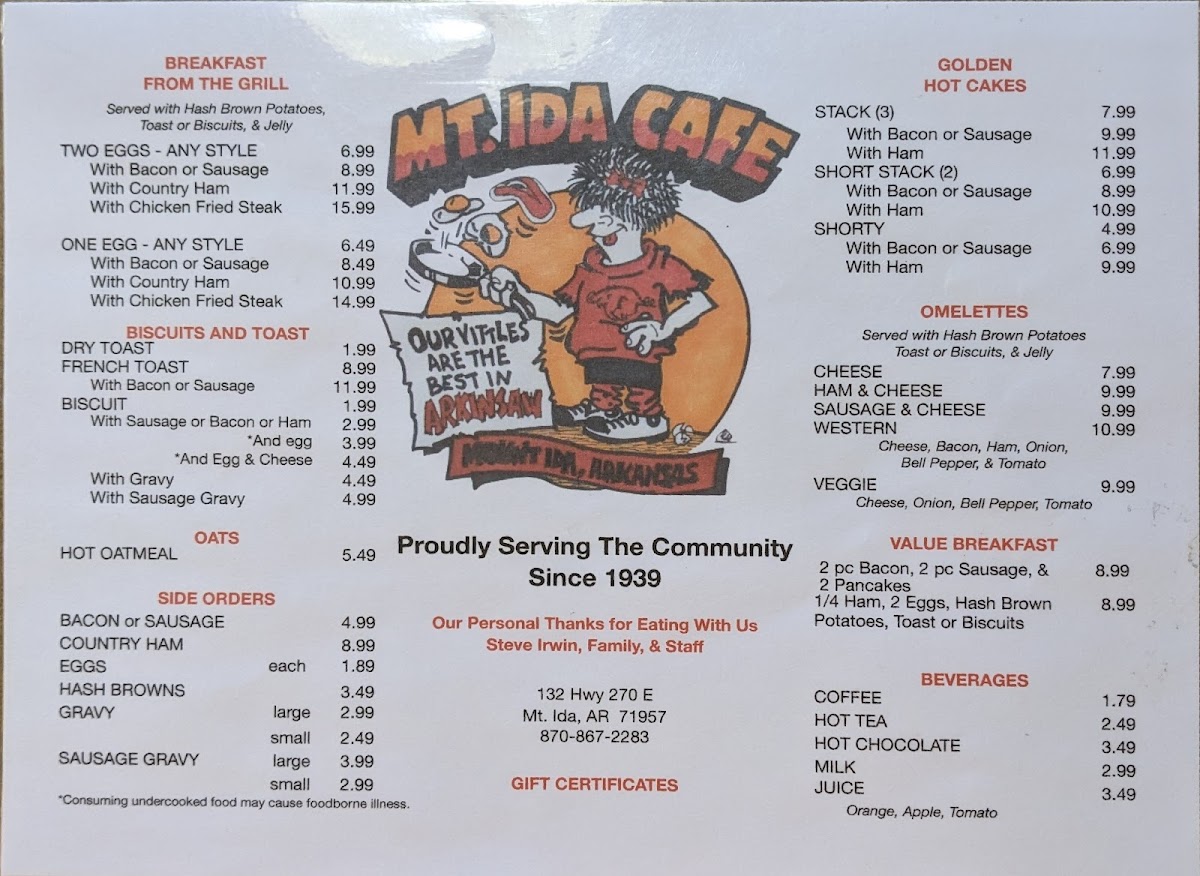 BREAKFAST
FROM THE GRILL
Served with Hash Brown Potatoes,
Toast or Biscuits, & Jelly
TWO EGGS - ANY STYLE 6.99
With Bacon or Sausage 8.99
With Country Ham 11.99
With Chicken Fried Steak 15.99
ONE EGG - ANY STYLE 6.49
With Bacon or Sausage 8.49
With Country Ham 10.99
With Chicken Fried Steak 14.99
BISCUITS AND TOAST
DRY TOAST 1.99
FRENCH TOAST 8.99
With Bacon or Sausage 11.99
BISCUIT 1.99
With Sausage or Bacon or Ham 2.99
*And egg 3.99
*And Egg & Cheese 4.49
With Gravy 4.49
With Sausage Gravy 4.99
OATS
HOT OATMEAL 5.49
SIDE ORDERS
BACON or SAUSAGE 4.99
COUNTRY HAM 8.99
EGGS each 1.89
HASH BROWNS 3.49
GRAVY large 2.99
small 2.49
SAUSAGE GRAVY large 3.99
small 2.99
*Consuming undercooked food may cause foodborne illness.
MT. IDA CAFE
OUR VITTLES
ARE THE
BEST IN
ARKINSAW
MOUNT IDA, ARKANSAS
Proudly Serving The Community
Since 1939
Our Personal Thanks for Eating With Us
Steve Irwin, Family, & Staff
132 Hwy 270 E
Mt. Ida, AR 71957
870-867-2283
GIFT CERTIFICATES
GOLDEN
HOT CAKES
STACK (3) 7.99
With Bacon or Sausage 9.99
With Ham 11.99
SHORT STACK (2) 6.99
With Bacon or Sausage 8.99
With Ham 10.99
SHORTY 4.99
With Bacon or Sausage 6.99
With Ham 9.99
OMELETTES
Served with Hash Brown Potatoes
Toast or Biscuits, & Jelly
CHEESE 7.99
HAM & CHEESE 9.99
SAUSAGE & CHEESE 9.99
WESTERN 10.99
Cheese, Bacon, Ham, Onion,
Bell Pepper, & Tomato
VEGGIE 9.99
Cheese, Onion, Bell Pepper, Tomato
VALUE BREAKFAST
2 pc Bacon, 2 pc Sausage, & 8.99
2 Pancakes
1/4 Ham, 2 Eggs, Hash Brown 8.99
Potatoes, Toast or Biscuits
BEVERAGES
COFFEE 1.79
HOT TEA 2.49
HOT CHOCOLATE 3.49
MILK 2.99
JUICE 3.49
Orange, Apple, Tomato